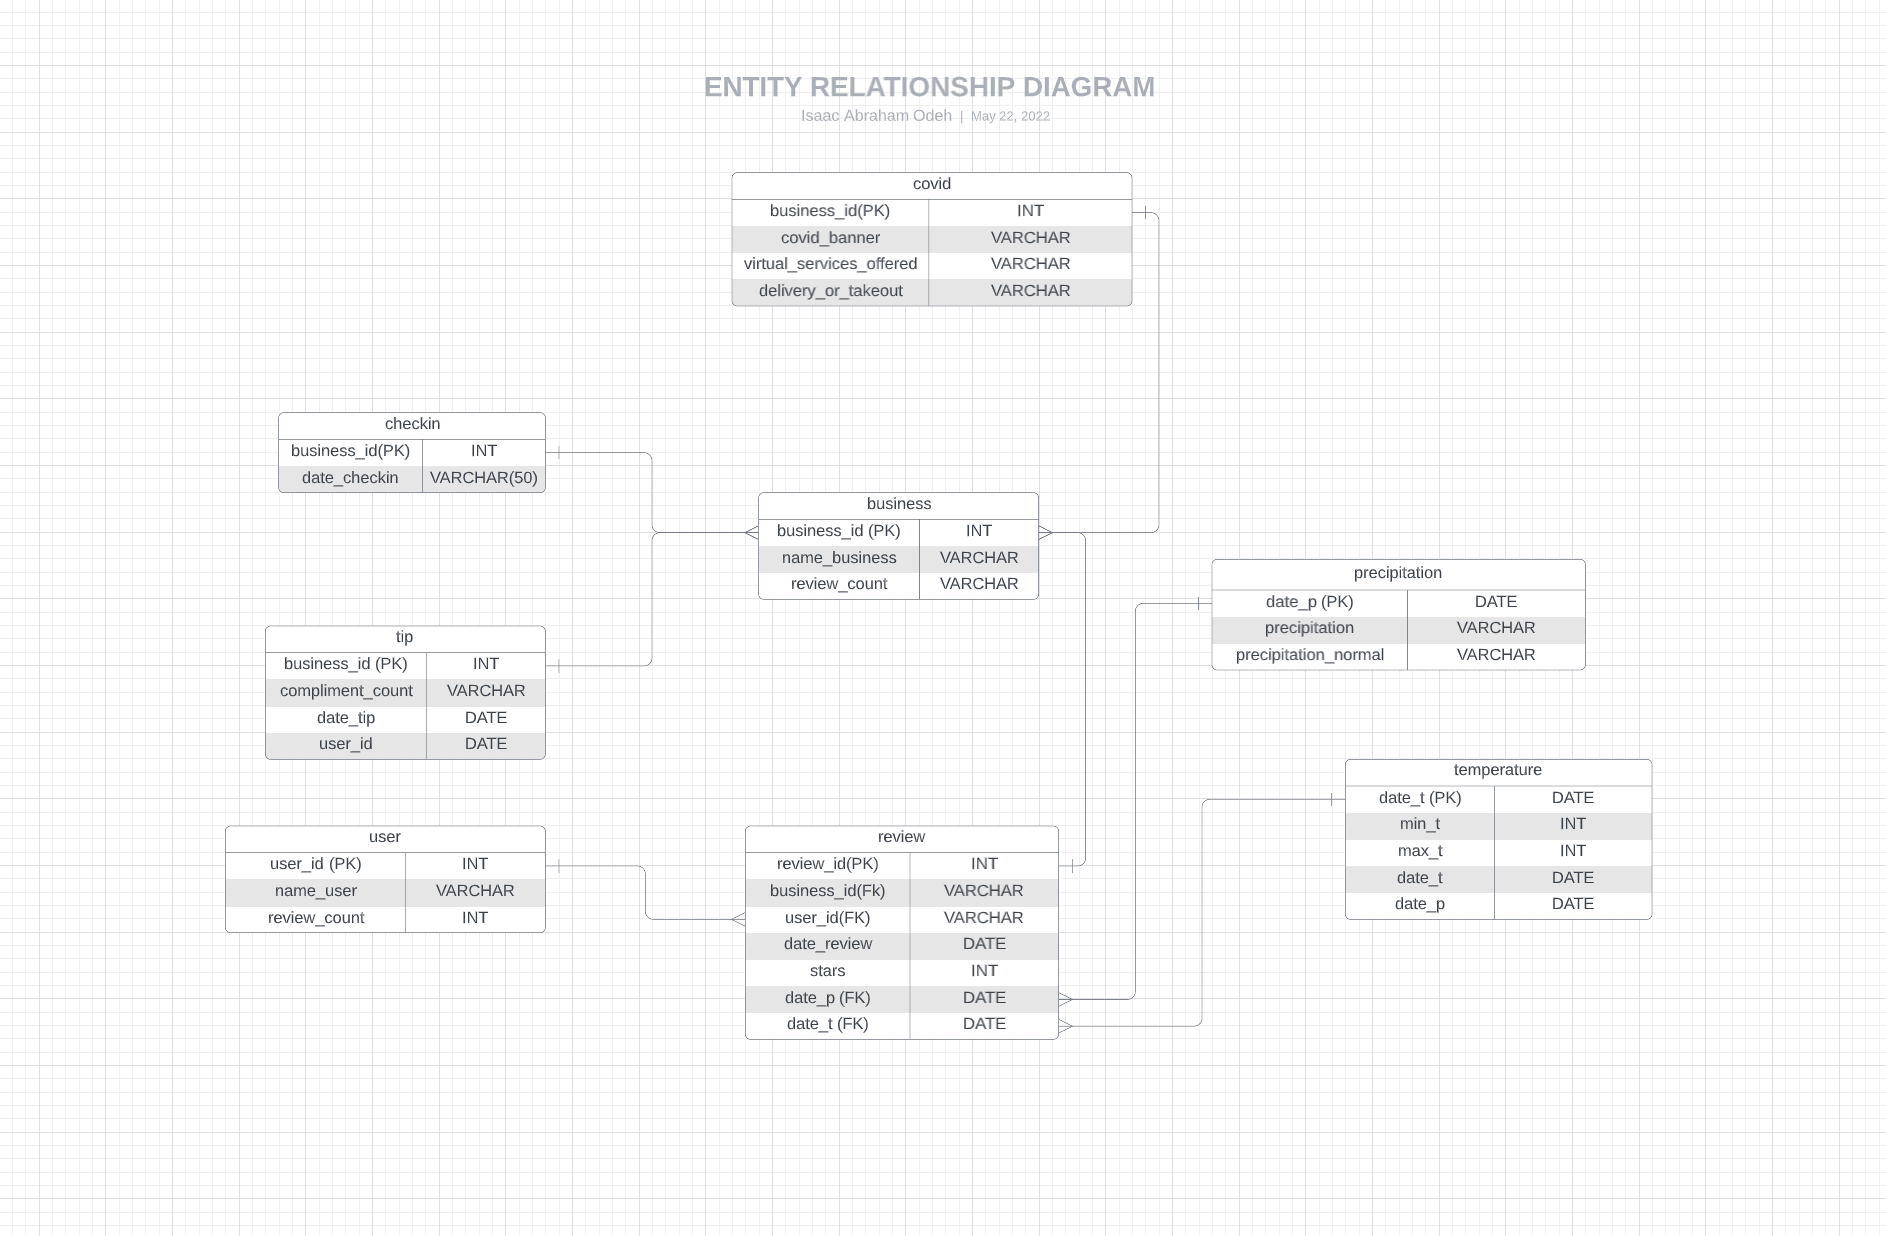 ENTITY RELATIONSHIP DIAGRAM
Isaac Abraham Odeh | May 22, 2022
covid
business_id(PK) INT
covid_banner VARCHAR
virtual_services_offered VARCHAR
delivery_or_takeout VARCHAR
checkin
business_id(PK) INT
date_checkin VARCHAR(50)
business
business_id (PK) INT
name_business VARCHAR
review_count VARCHAR
precipitation
date_p (PK) DATE
precipitation VARCHAR
precipitation_normal VARCHAR
tip
business_id (PK) INT
compliment_count VARCHAR
date_tip DATE
user_id DATE
temperature
date_t (PK) DATE
min_t INT
max_t INT
date_t DATE
date_p DATE
user
user_id (PK) INT
name_user VARCHAR
review_count INT
review
review_id(PK) INT
business_id(Fk) VARCHAR
user_id(FK) VARCHAR
date_review DATE
stars INT
date_p (FK) DATE
date_t (FK) DATE